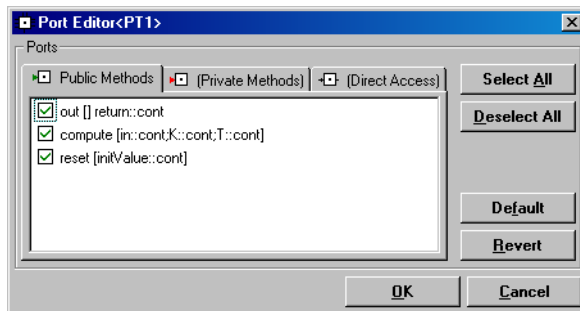 Port Editor<PT1>
Ports
Public Methods (Private Methods) (Direct Access)
out [] return::cont
compute [in::cont;K::cont;T::cont]
reset [initValue::cont]
Select All
Deselect All
Default
Revert
OK Cancel